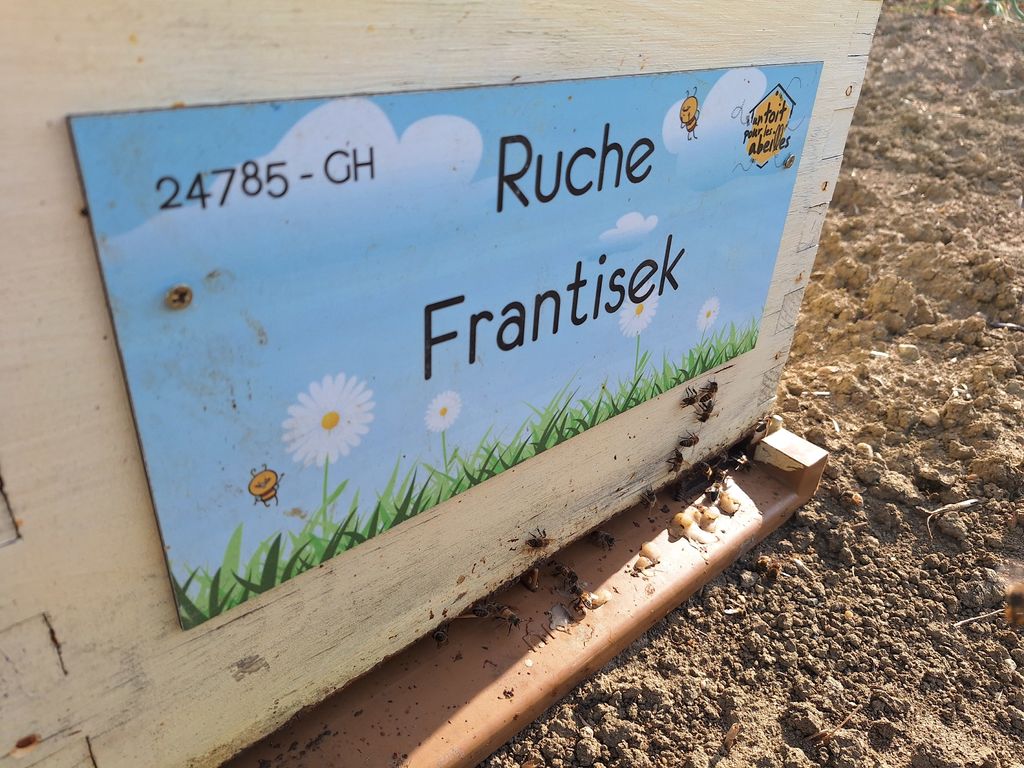 24785 - GH
Ruche
Frantisek
un toit
pour les
abeilles